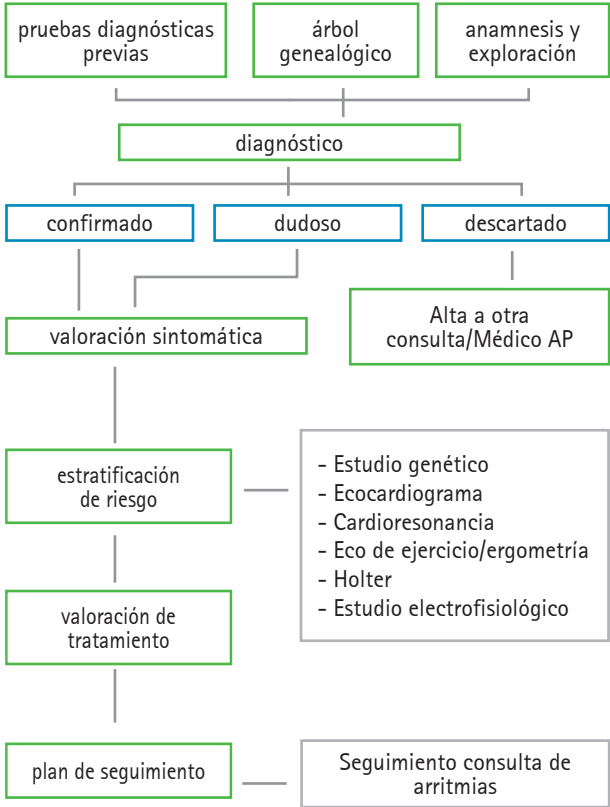 pruebas diagnósticas
previas
árbol
genealógico
anamnesis y
exploración
diagnóstico
confirmado
dudoso
descartado
valoración sintomática
Alta a otra
consulta/Médico AP
estratificación
de riesgo
- Estudio genético
- Ecocardiograma
- Cardioresonancia
- Eco de ejercicio/ergometría
- Holter
- Estudio electrofisiológico
valoración de
tratamiento
plan de seguimiento
Seguimiento consulta de
arritmias